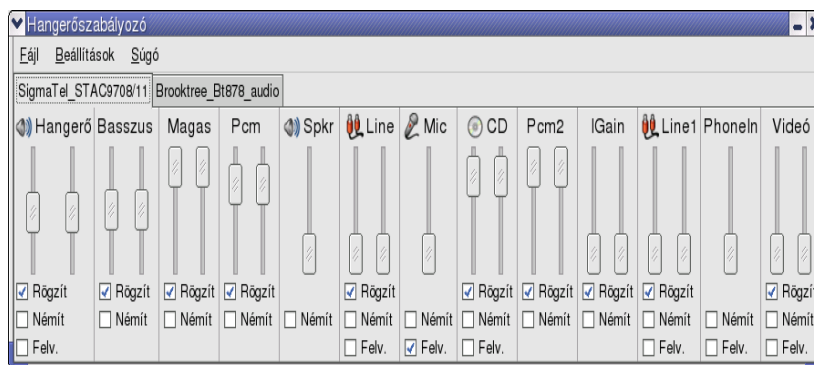 Hangerőszabályozó
Fájl Beállítások Súgó
SigmaTel_STAC9708/11 Brooktree_Bt878_audio
Hangerő Basszus Magas Pcm Spkr Line Mic CD Pcm2 IGain Line1 PhoneIn Videó
Rögzít Rögzít Rögzít Rögzít Rögzít Rögzít Rögzít Rögzít Rögzít Rögzít
Némít Némít Némít Némít Némít Némít Némít Némít Némít Némít Némít Némít Némít
Felv. Felv. Felv. Felv. Felv. Felv. Felv.